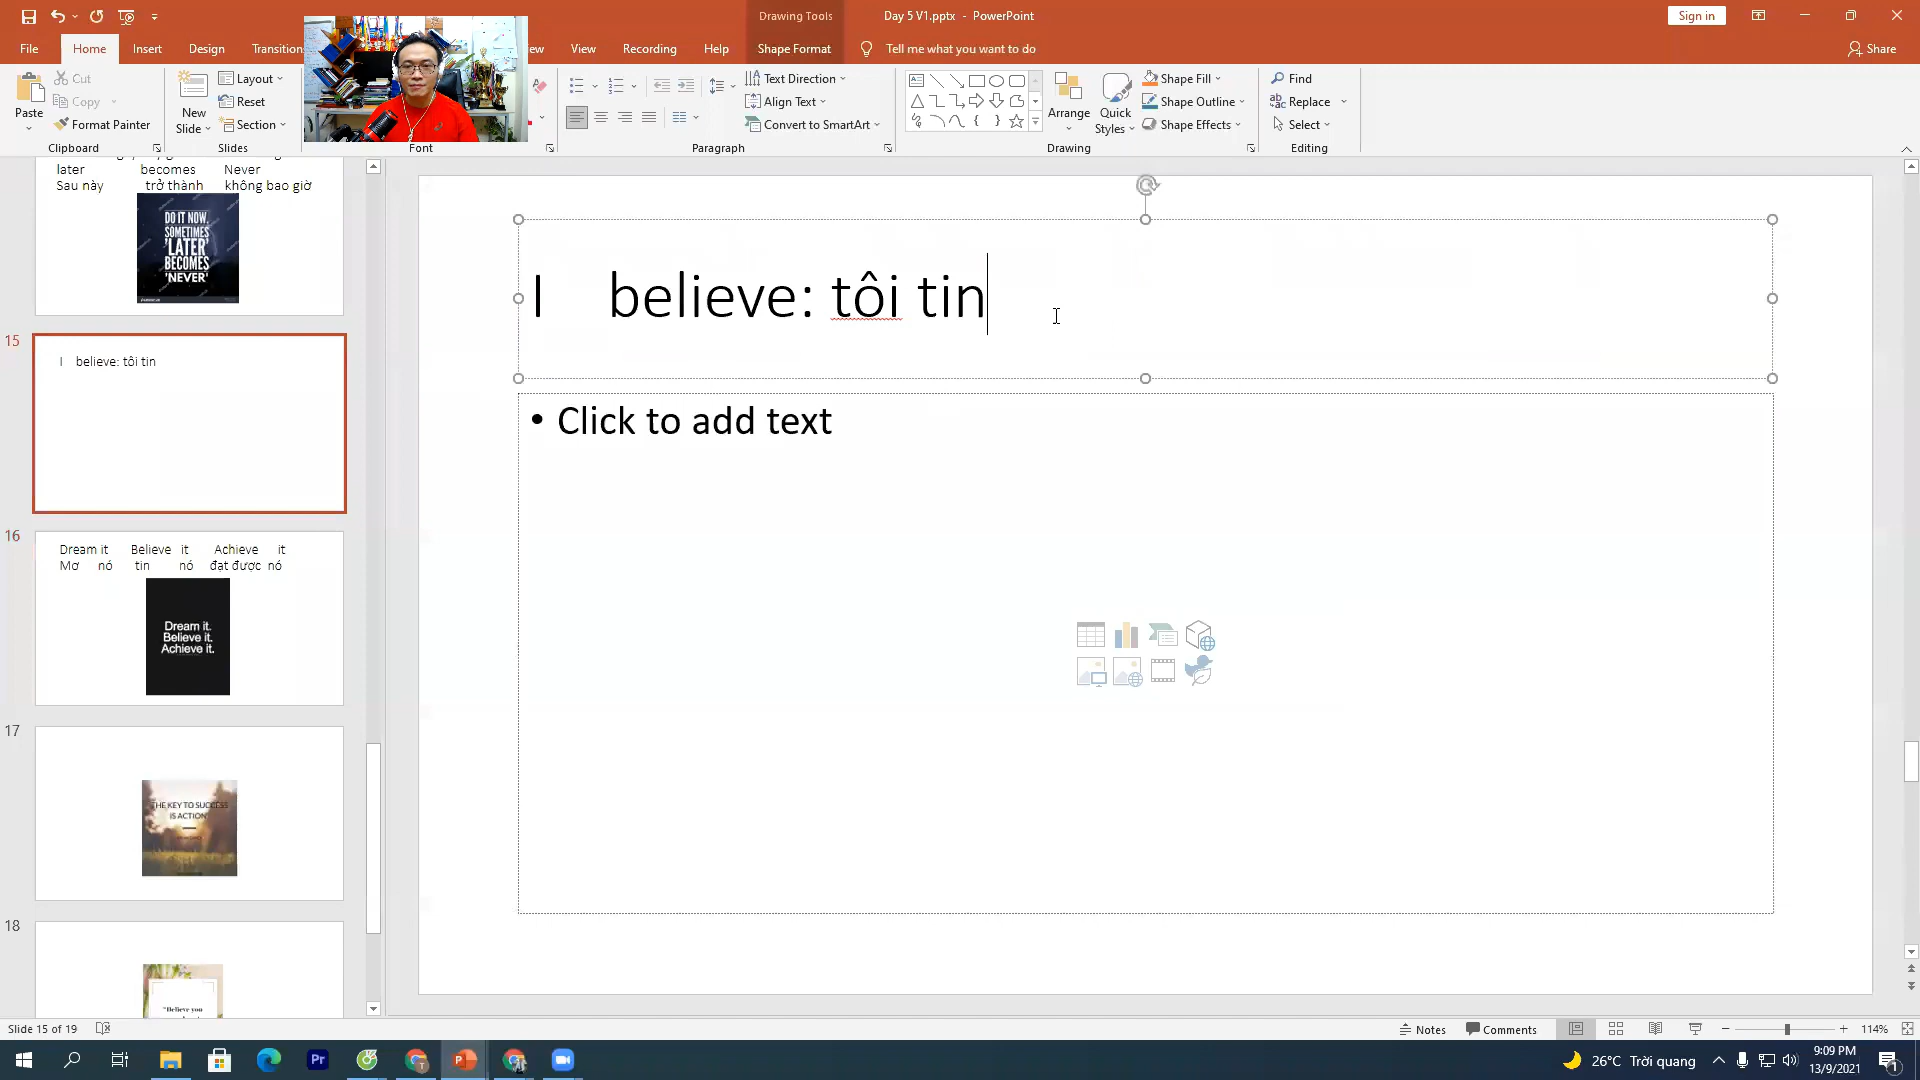 Drawing Tools
Day 5 V1.pptx - PowerPoint
Sign in
File
Home
Insert
Design
View
Recording
Help
Shape Format
Tell me what you want to do
Share
Paste
Cut
Copy
Format Painter
Clipboard
New Slide
Layout
Reset
Section
Slides
Font
Text Direction
Align Text
Convert to SmartArt
Paragraph
Arrange
Quick Styles
Drawing
Shape Fill
Shape Outline
Shape Effects
Find
Replace
Select
Editing
later becomes Never
Sau này trở thành không bao giờ
DO IT NOW.
SOMETIMES
'LATER'
BECOMES
'NEVER'
15
I believe: tôi tin
16
Dream it Believe it Achieve it
Mơ nó tin nó đạt được nó
Dream it.
Believe it.
Achieve it.
17
THE KEY TO SUCCESS
IS ACTION
18
"Believe you
I believe: tôi tin
• Click to add text
Slide 15 of 19
Notes
Comments
114%
26°C Trời quang
9:09 PM
13/9/2021